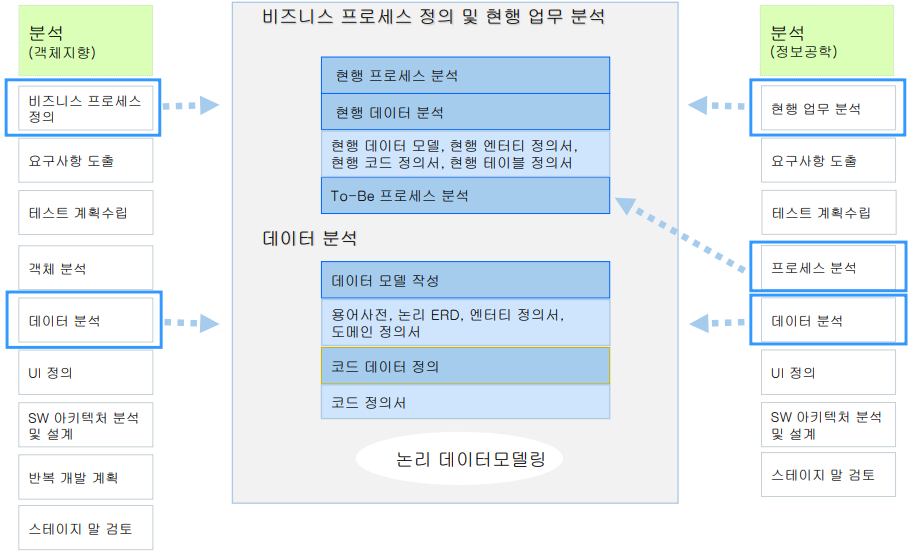 분석
(객체지향)
비즈니스 프로세스
정의
요구사항 도출
테스트 계획수립
객체 분석
데이터 분석
UI 정의
SW 아키텍처 분석
및 설계
반복 개발 계획
스테이지 말 검토
비즈니스 프로세스 정의 및 현행 업무 분석
현행 프로세스 분석
현행 데이터 분석
현행 데이터 모델, 현행 엔터티 정의서,
현행 코드 정의서, 현행 테이블 정의서
To-Be 프로세스 분석
데이터 분석
데이터 모델 작성
용어사전, 논리 ERD, 엔터티 정의서,
도메인 정의서
코드 데이터 정의
코드 정의서
논리 데이터모델링
분석
(정보공학)
현행 업무 분석
요구사항 도출
테스트 계획수립
프로세스 분석
데이터 분석
UI 정의
SW 아키텍처 분석
및 설계
스테이지 말 검토